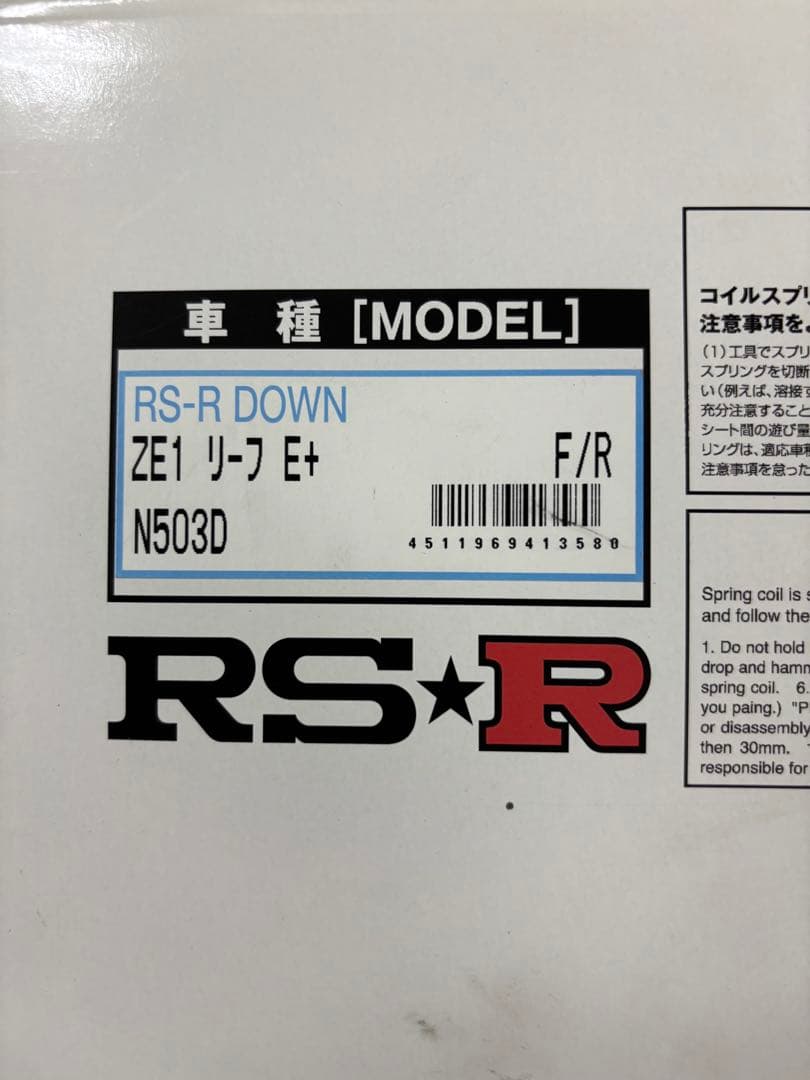 車 種 [MODEL]
RS-R DOWN
ZE1 ﾘｰﾌ E+ F/R
N503D
4511969413580
RS★R
コイルスプリ
注意事項をよ
(1)工具でスプリ
スプリングを切断
い(例えば、溶接す
充分注意すること
シート間の遊び量
リングは、適応車種
注意事項を怠った
Spring coil is
and follow the
1. Do not hold
drop and hamm
spring coil. 6.
you paing.) "P
or disassembly
then 30mm.
responsible for